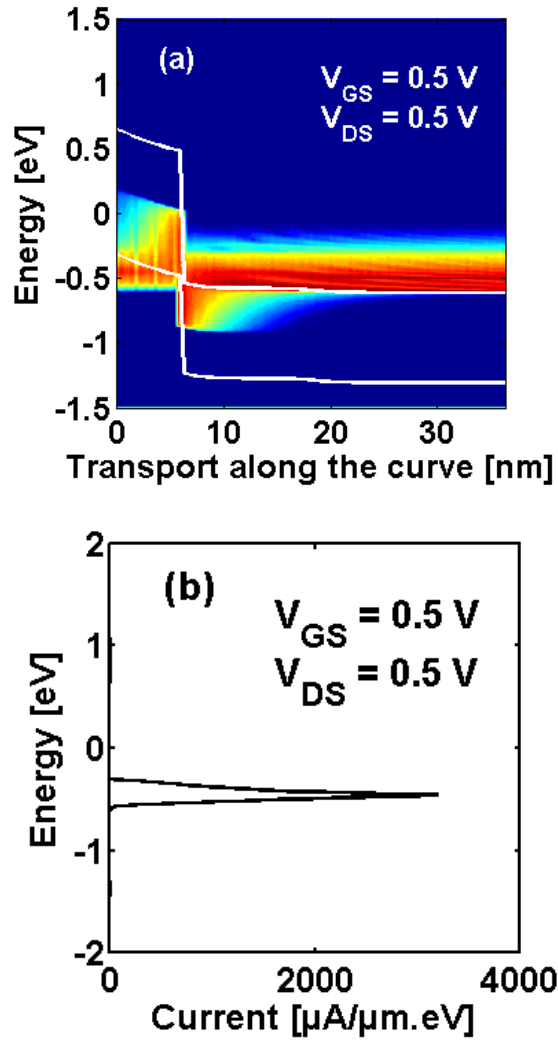 1.5
(a)
V_GS = 0.5 V
1
V_DS = 0.5 V
0.5
Energy [eV]
0
-0.5
-1
-1.5
0 10 20 30
Transport along the curve [nm]
2
(b)
V_GS = 0.5 V
1
V_DS = 0.5 V
Energy [eV]
0
-1
-2
0 2000 4000
Current [µA/µm.eV]